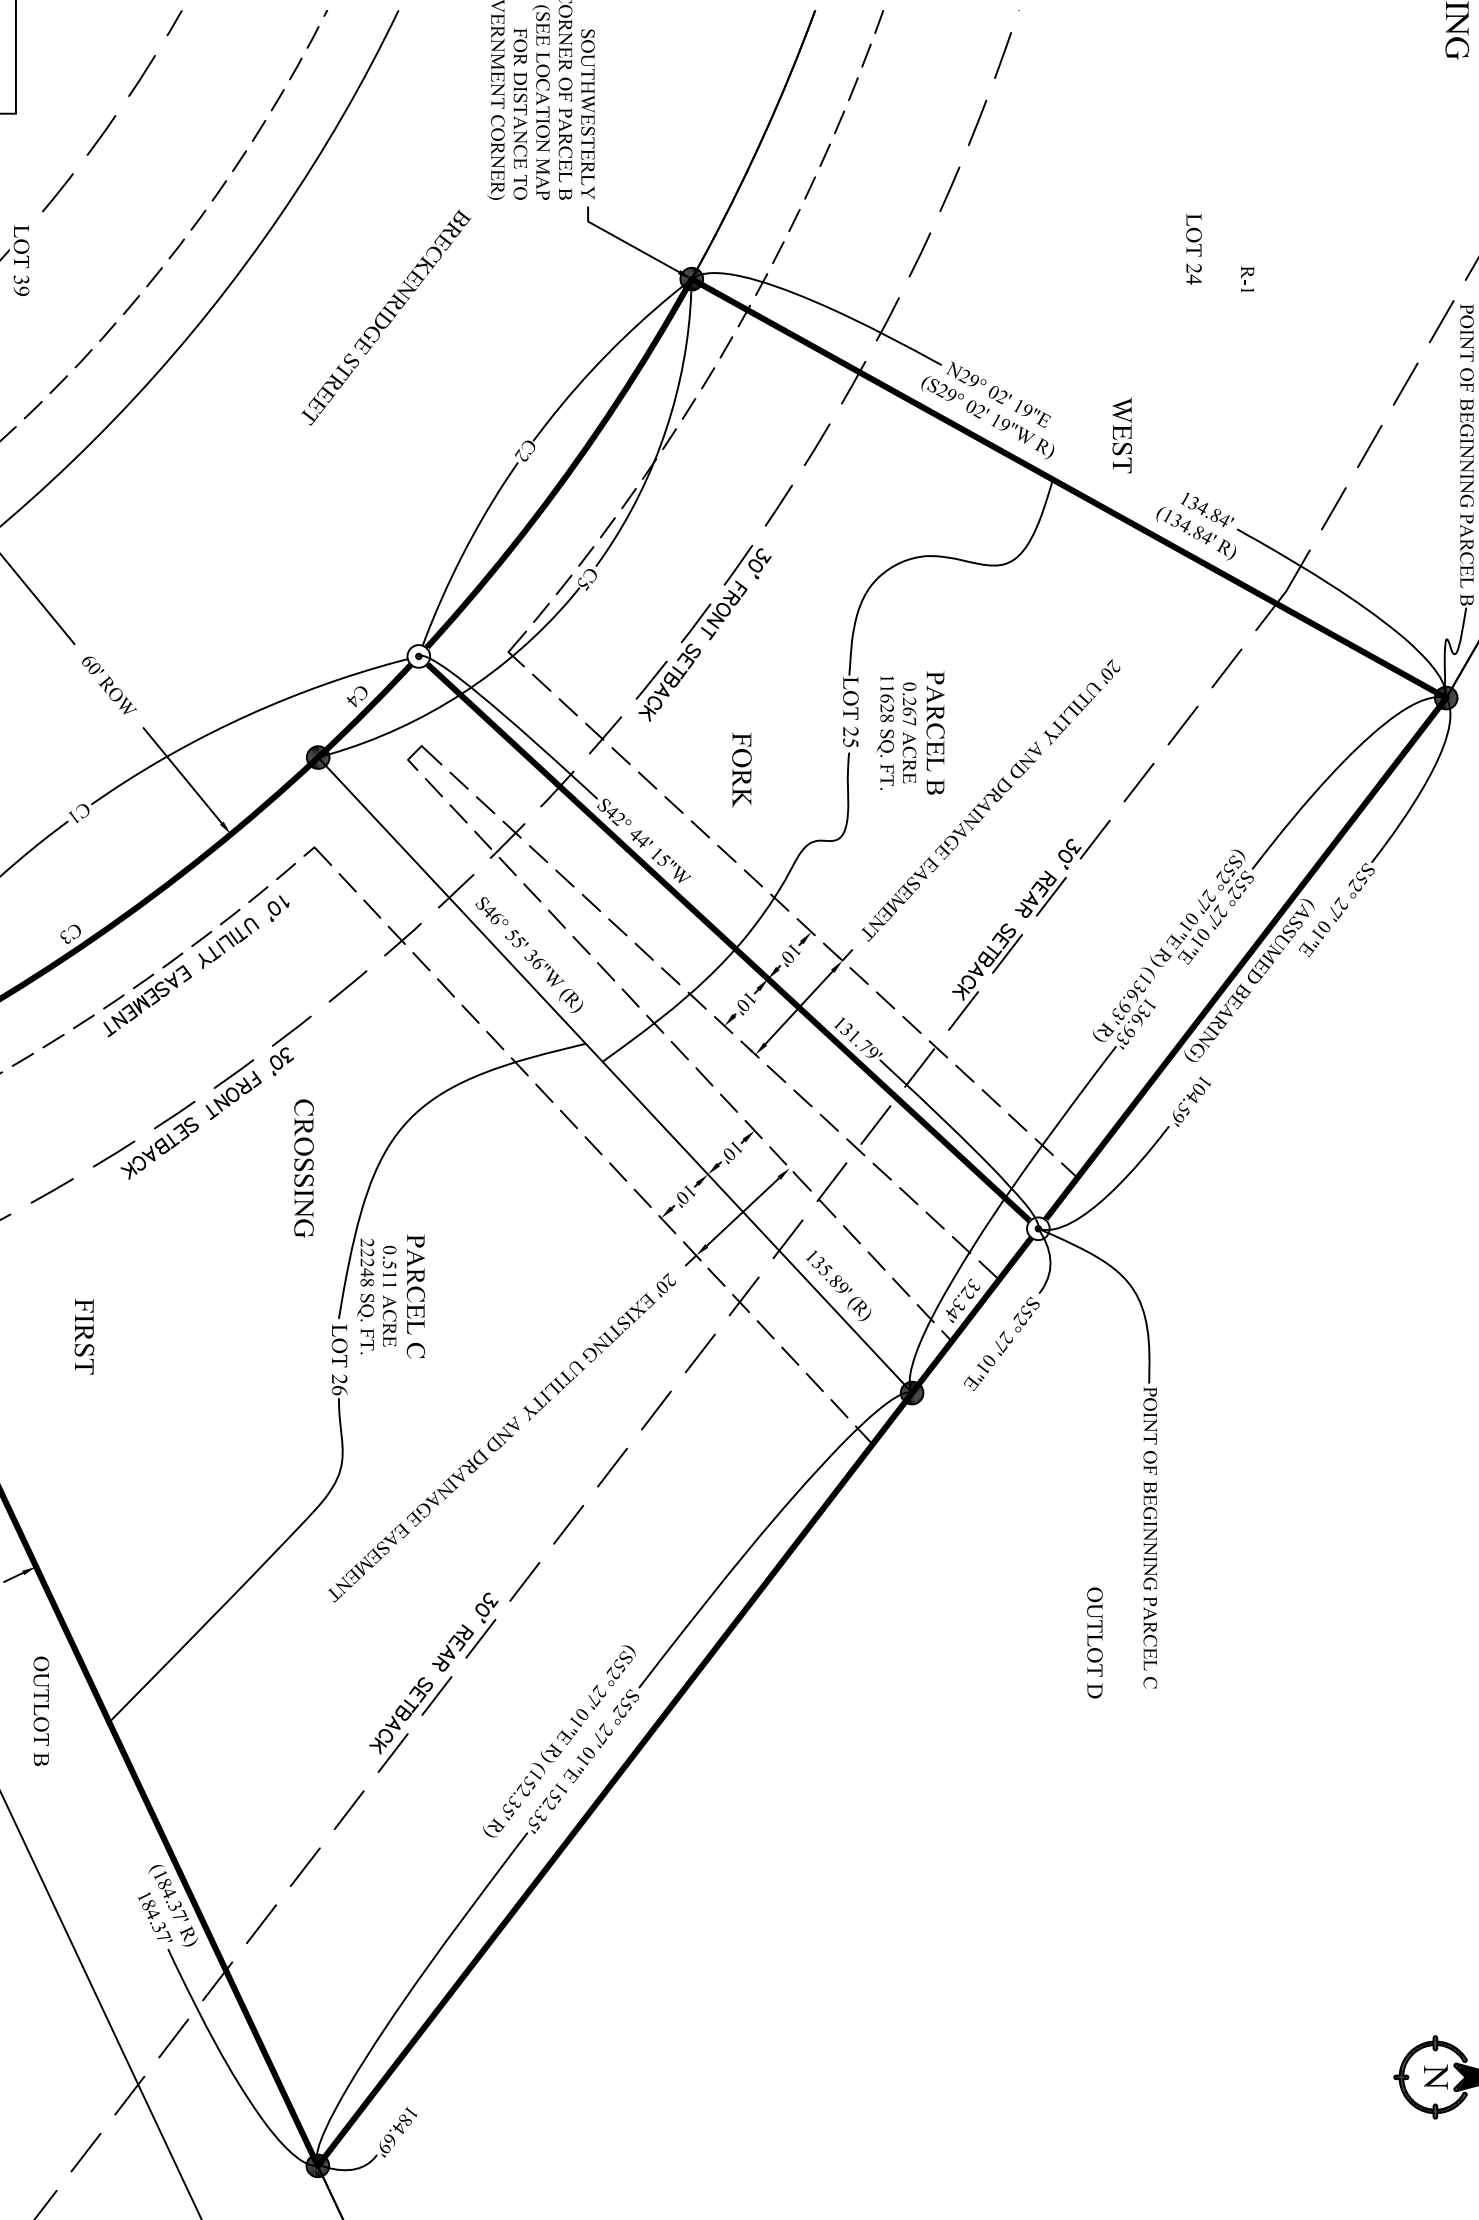 ING
POINT OF BEGINNING PARCEL B
R-1
LOT 24
WEST
N29° 02' 19"E
(S29° 02' 19"W R)
134.84'
(134.84' R)
SOUTHWESTERLY
CORNER OF PARCEL B
(SEE LOCATION MAP
FOR DISTANCE TO
VERNMENT CORNER)
BRECKENRIDGE STREET
LOT 39
C2
C5
C4
C1
C3
60' ROW
30' FRONT SETBACK
PARCEL B
0.267 ACRE
11628 SQ. FT.
LOT 25
FORK
20' UTILITY AND DRAINAGE EASEMENT
30' REAR SETBACK
S52° 27' 01"E
(ASSUMED BEARING)
104.59'
S52° 27' 01"E
136.93'
(S52° 27' 01"E R) (136.93' R)
S42° 44' 15"W
131.79'
10'
10'
S46° 55' 36"W (R)
135.89' (R)
10'
10'
32.34'
S52° 27' 01"E
POINT OF BEGINNING PARCEL C
OUTLOT D
10' UTILITY EASEMENT
30' FRONT SETBACK
CROSSING
PARCEL C
0.511 ACRE
22248 SQ. FT.
LOT 26
FIRST
20' EXISTING UTILITY AND DRAINAGE EASEMENT
30' REAR SETBACK
S52° 27' 01"E 152.35'
(S52° 27' 01"E R) (152.35' R)
184.69'
(184.37' R)
184.37'
OUTLOT B
N